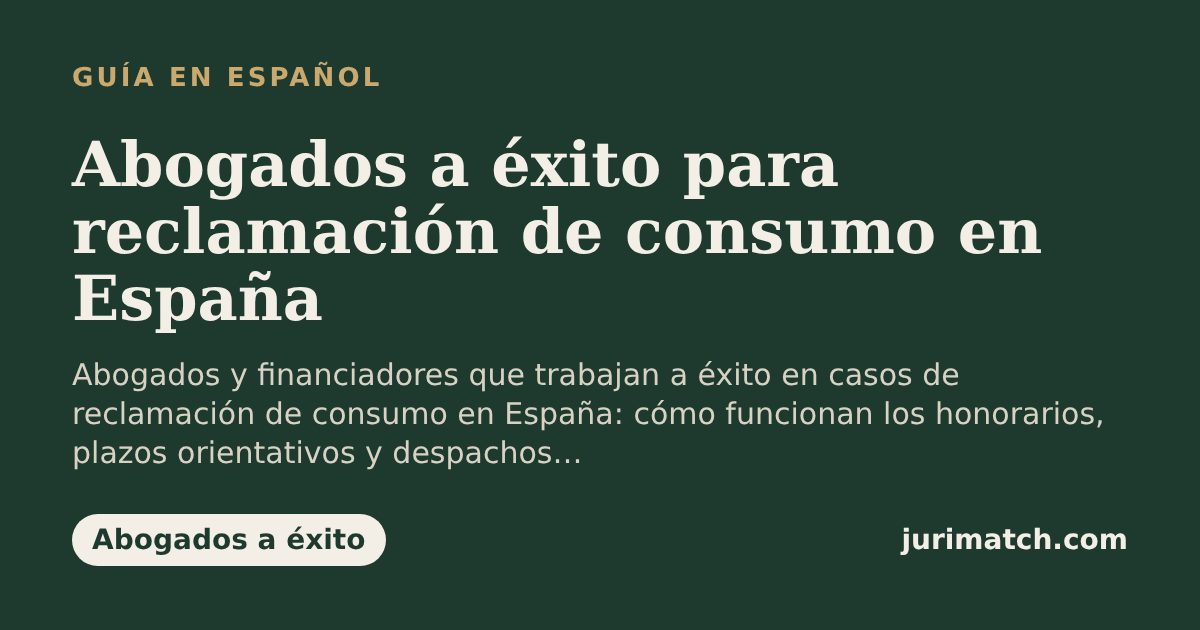 GUÍA EN ESPAÑOL
Abogados a éxito para
reclamación de consumo en
España
Abogados y financiadores que trabajan a éxito en casos de
reclamación de consumo en España: cómo funcionan los honorarios,
plazos orientativos y despachos…
Abogados a éxito
jurimatch.com